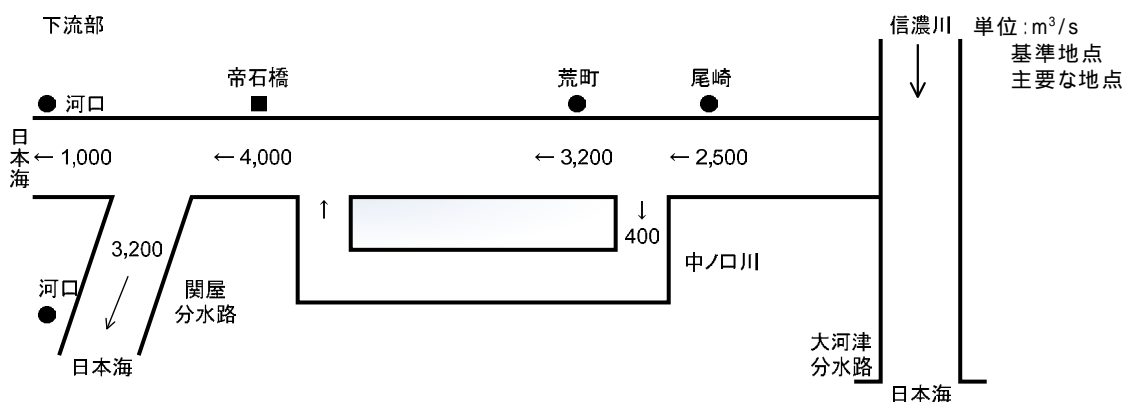 下流部
信濃川
単位:m³/s
基準地点
主要な地点
帝石橋
荒町
尾崎
河口
日本海
← 1,000
← 4,000
← 3,200
← 2,500
↑
↓
400
3,200
中ノ口川
河口
関屋
分水路
日本海
大河津
分水路
日本海